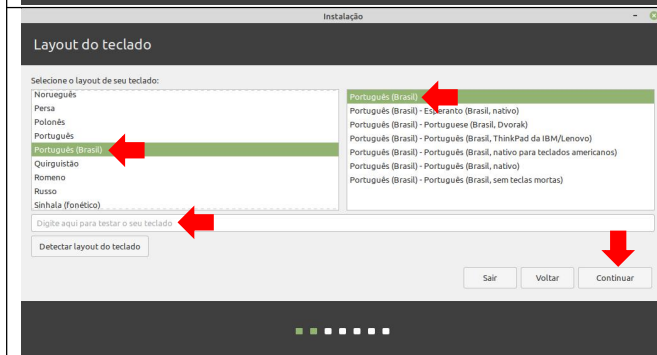 Instalação
Layout do teclado
Selecione o layout de seu teclado:
Norueguês
Persa
Polonês
Português
Português (Brasil)
Quirguistão
Romeno
Russo
Sinhala (fonético)
Português (Brasil)
Português (Brasil) - Esperanto (Brasil, nativo)
Português (Brasil) - Portuguese (Brasil, Dvorak)
Português (Brasil) - Português (Brasil, ThinkPad da IBM/Lenovo)
Português (Brasil) - Português (Brasil, nativo para teclados americanos)
Português (Brasil) - Português (Brasil, nativo)
Português (Brasil) - Português (Brasil, sem teclas mortas)
Digite aqui para testar o seu teclado
Detectar layout do teclado
Sair Voltar Continuar